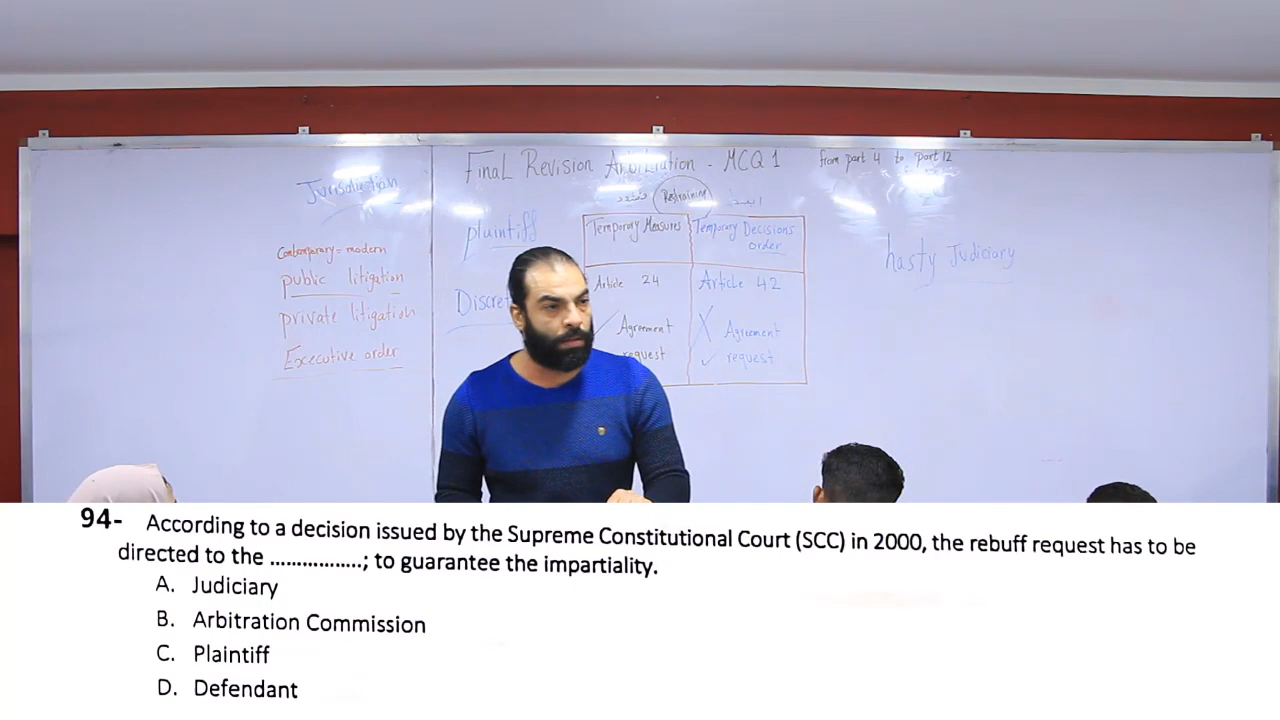 Final Revision Arbitration - MCQ 1 from part 4 to part 12
Jurisdiction
Contemporary = modern
public litigation
private litigation
Executive order
plaintiff
Restraining
Temporary Measures
Temporary Decisions
order
Article 24
Article 42
Agreement
request
X Agreement
✓ request
hasty Judiciary
94- According to a decision issued by the Supreme Constitutional Court (SCC) in 2000, the rebuff request has to be
directed to the .................; to guarantee the impartiality.
A. Judiciary
B. Arbitration Commission
C. Plaintiff
D. Defendant